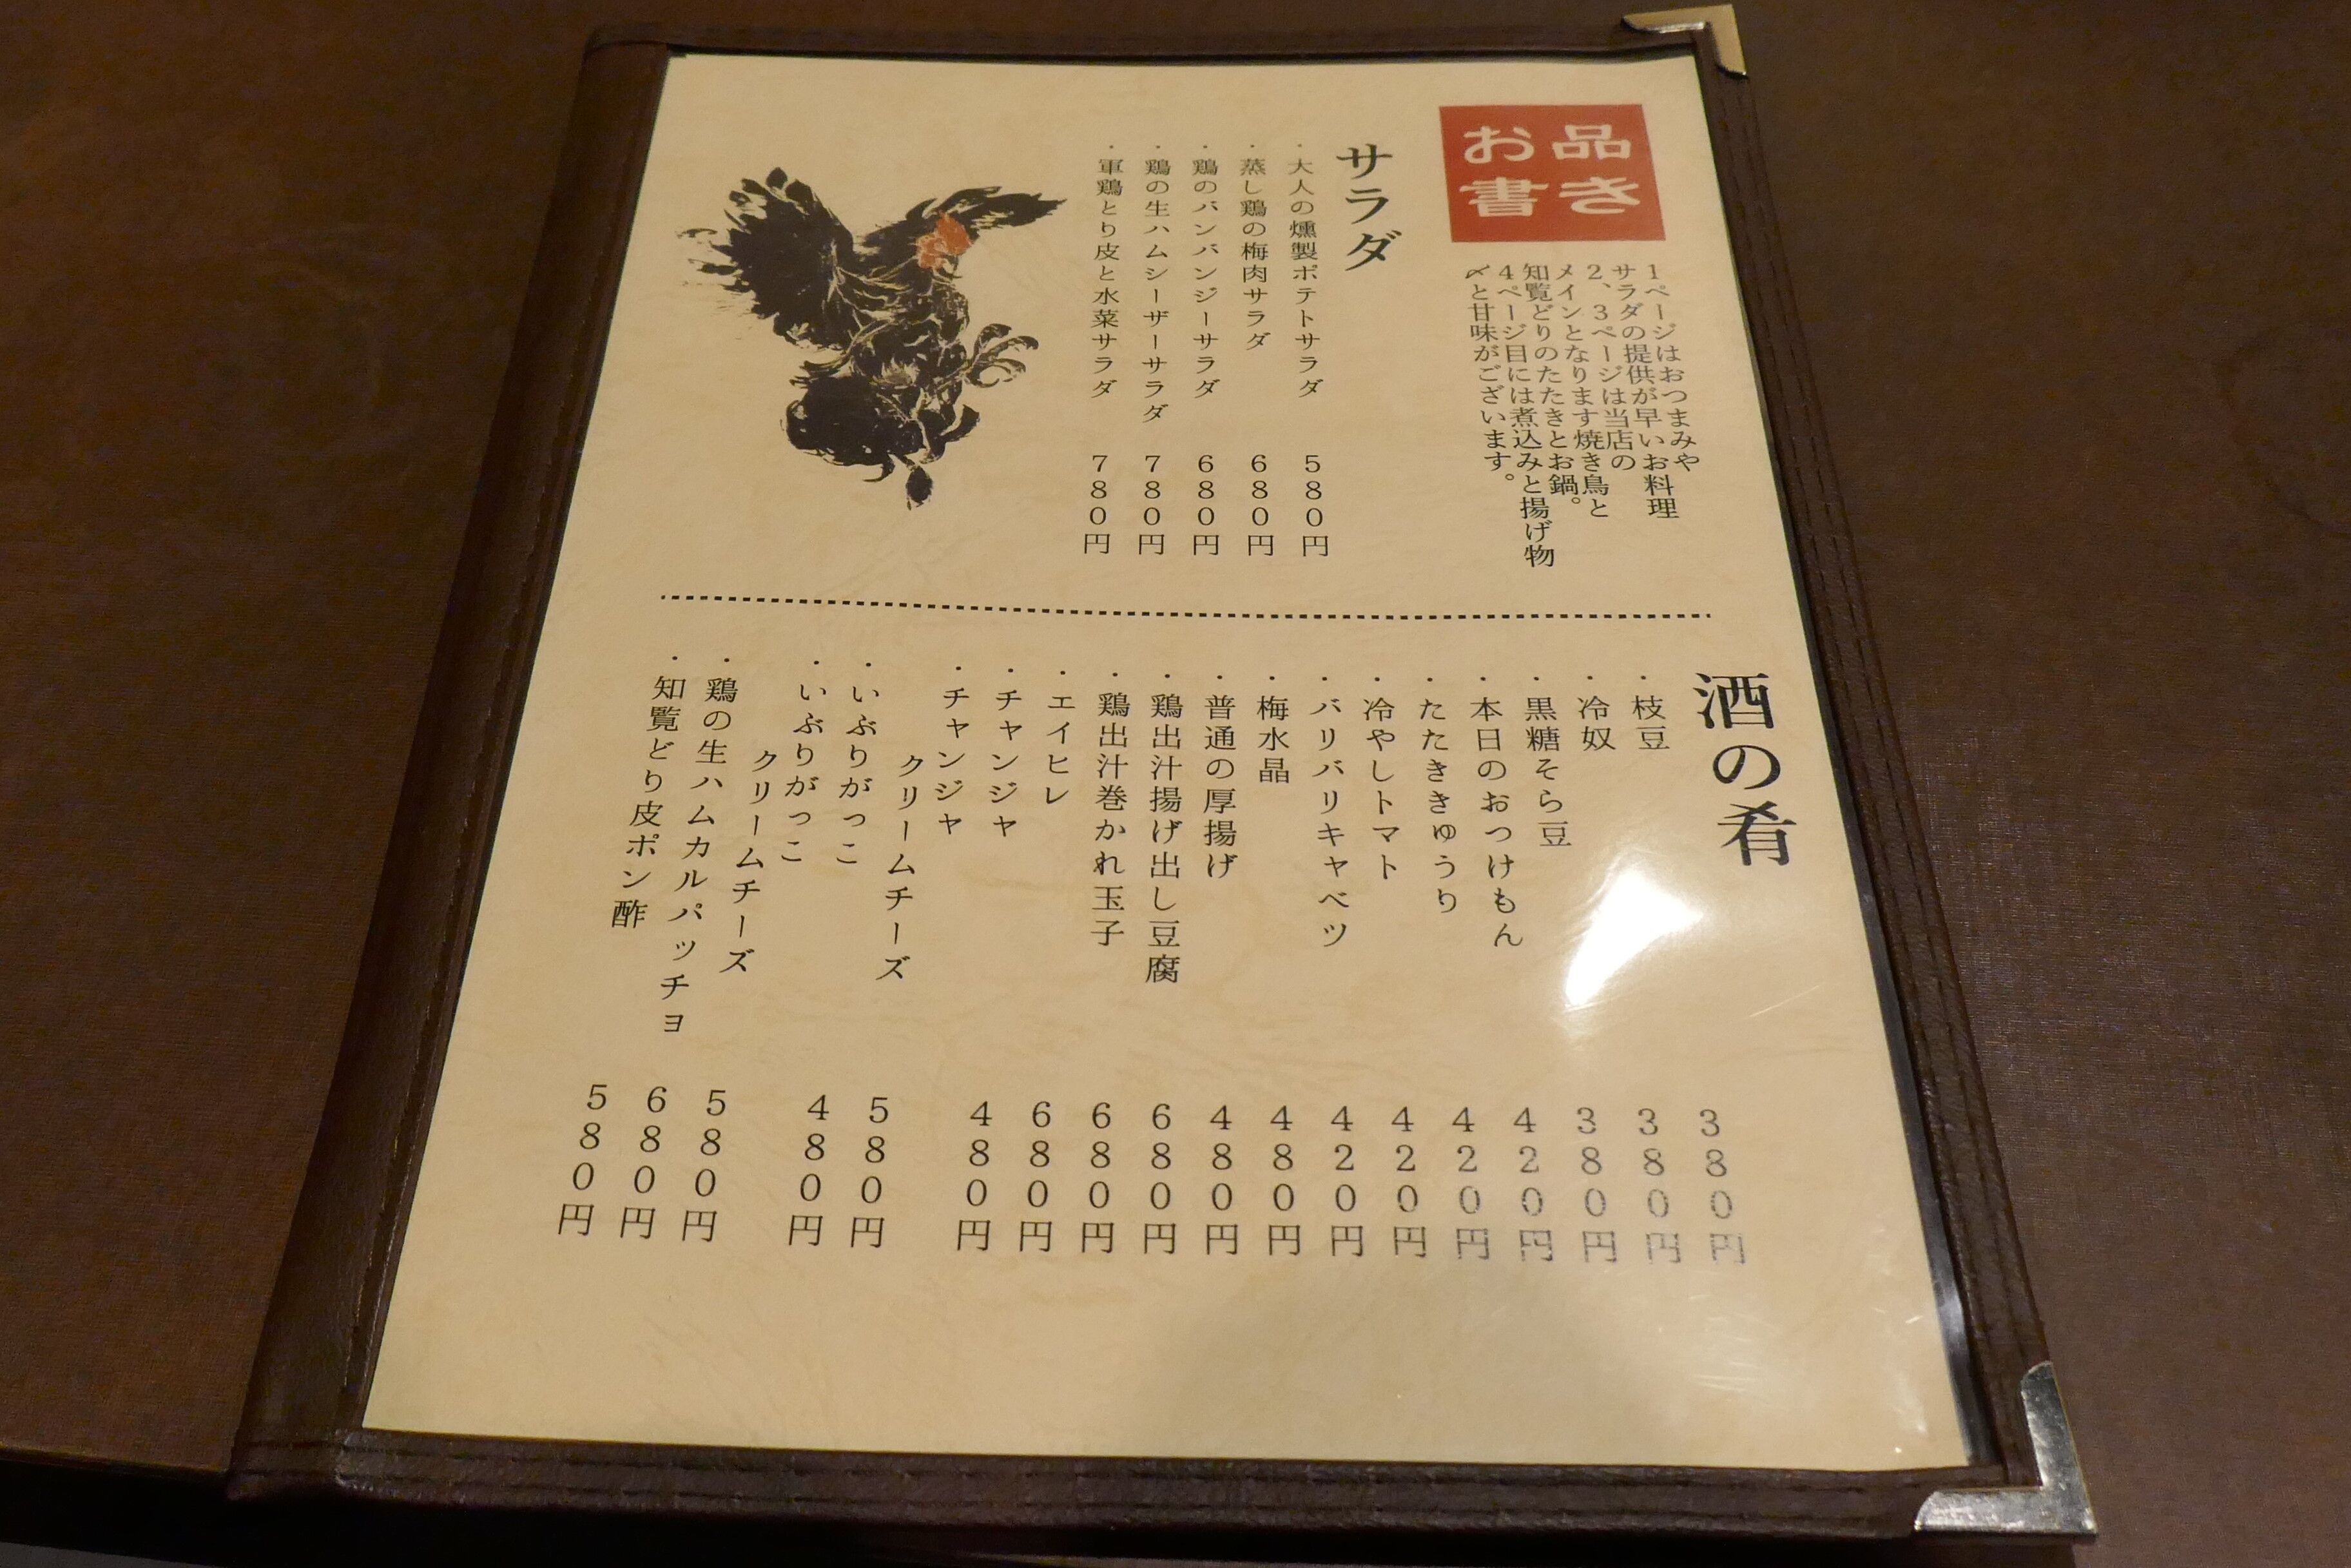 お品
書き
1ページはおつまみや
サラダの提供が早いお料理
2、3ページは当店の
メインとなります焼き鳥と
知覧どりのたたきとお鍋。
4ページ目には煮込みと揚げ物
〆と甘味がございます。
サラダ
・大人の燻製ポテトサラダ 580円
・蒸し鶏の梅肉サラダ 680円
・鶏のバンバンジーサラダ 680円
・鶏の生ハムシーザーサラダ 780円
・軍鶏とり皮と水菜サラダ 780円
酒の肴
・枝豆 380円
・冷奴 380円
・黒糖そら豆 380円
・本日のおつけもん 420円
・たたききゅうり 420円
・冷やしトマト 420円
・バリバリキャベツ 420円
・梅水晶 480円
・普通の厚揚げ 480円
・鶏出汁揚げ出し豆腐 680円
・鶏出汁巻かれ玉子 680円
・エイヒレ 680円
・チャンジャ 480円
・チャンジャ
クリームチーズ 580円
・いぶりがっこ 480円
・いぶりがっこ
クリームチーズ 580円
・鶏の生ハムカルパッチョ 680円
・知覧どり皮ポン酢 580円